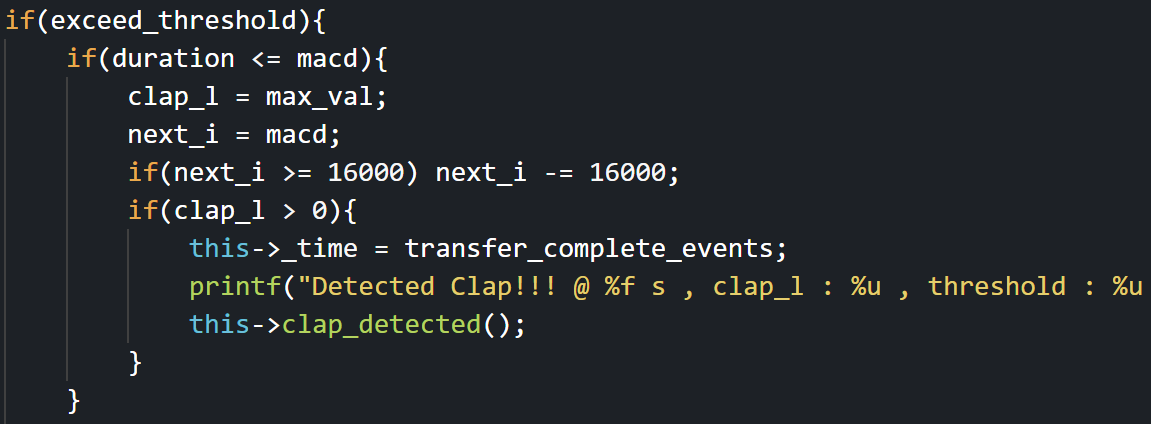 if(exceed_threshold){
if(duration <= macd){
clap_l = max_val;
next_i = macd;
if(next_i >= 16000) next_i -= 16000;
if(clap_l > 0){
this->_time = transfer_complete_events;
printf("Detected Clap!!! @ %f s , clap_l : %u , threshold : %u
this->clap_detected();
}
}